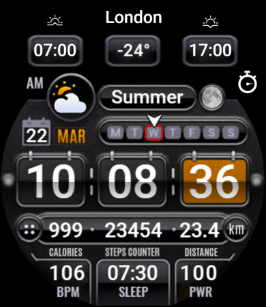 London
07:00 -24° 17:00
AM
Summer
22 MAR
M T W T F S S
10 08 36
999 · 23454 · 23.4 km
CALORIES STEPS COUNTER DISTANCE
106 07:30 100
BPM SLEEP PWR